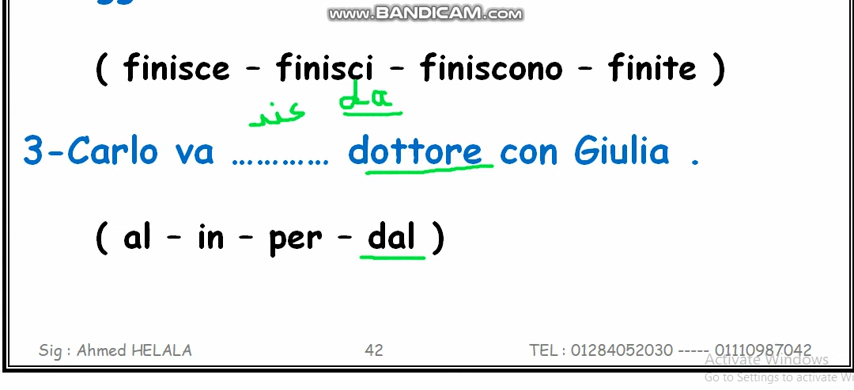 www.BANDICAM.com
( finisce - finisci - finiscono - finite )
عند da
3-Carlo va ………… dottore con Giulia .
( al - in - per - dal )
Sig : Ahmed HELALA 42 TEL : 01284052030 ----- 01110987042
Activate Windows
Go to Settings to activate Wi